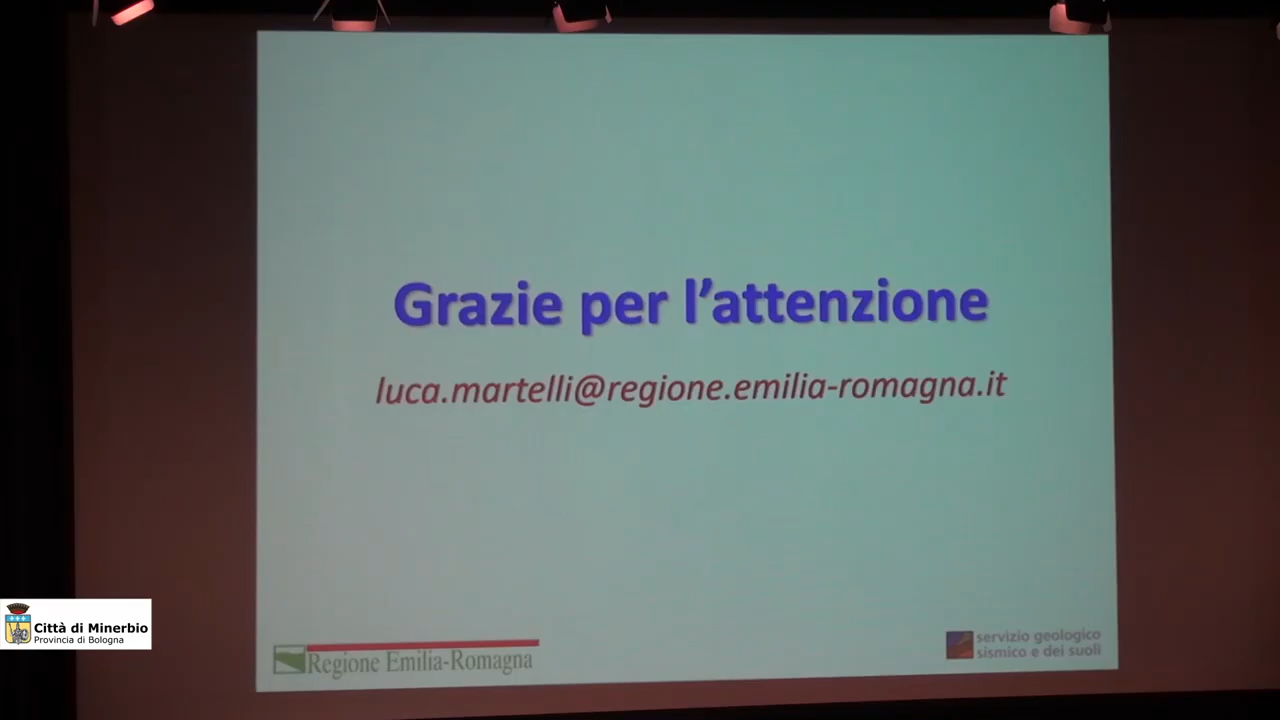 Grazie per l'attenzione
luca.martelli@regione.emilia-romagna.it
Città di Minerbio
Provincia di Bologna
Regione Emilia-Romagna
servizio geologico
sismico e dei suoli